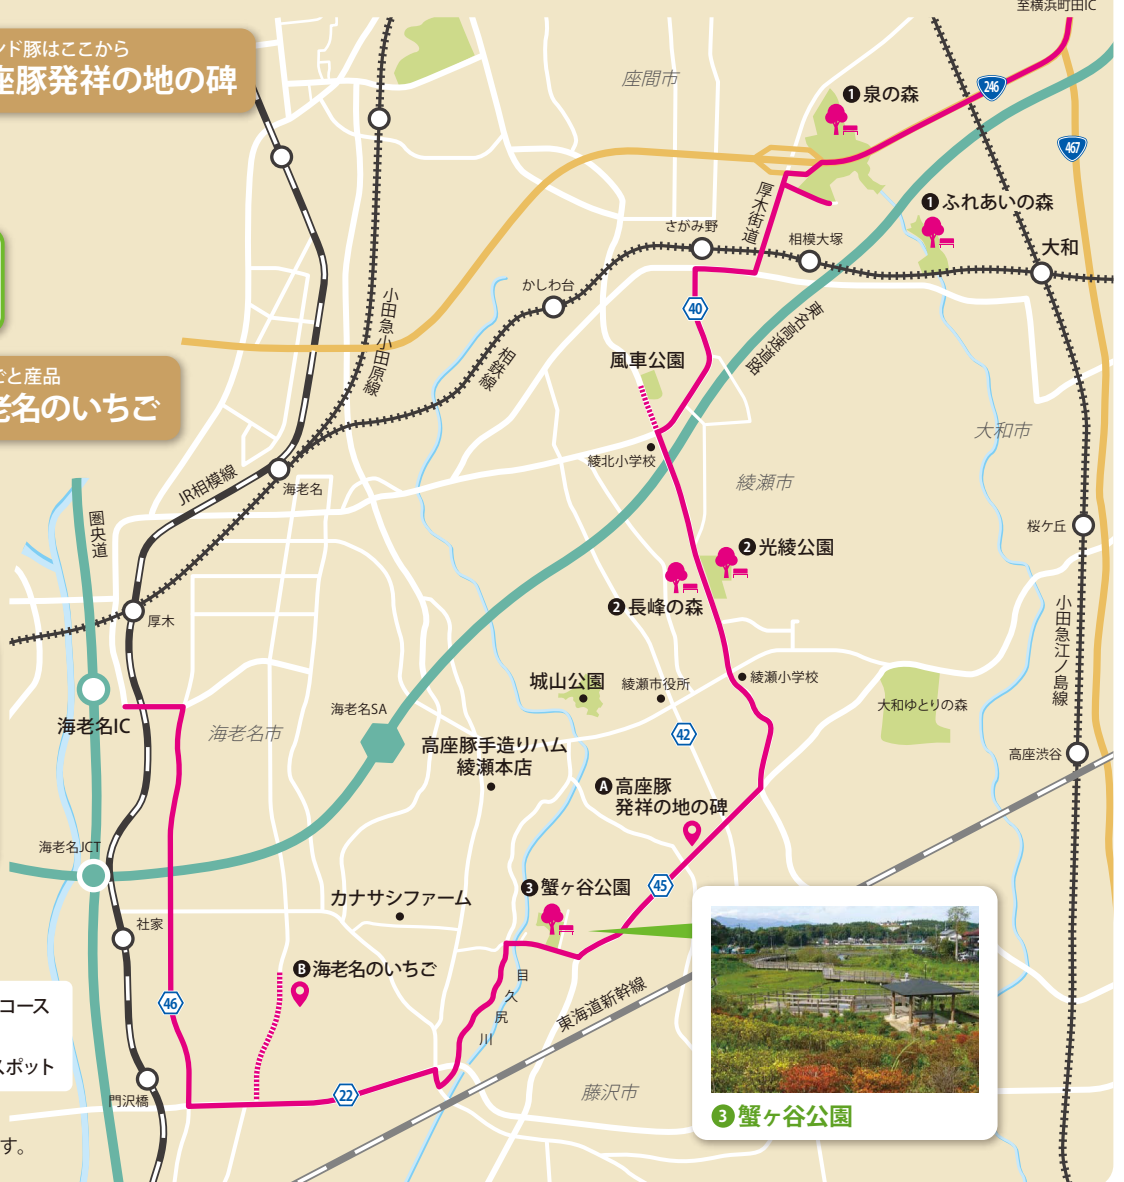 至横浜町田IC
ンド豚はここから
座豚発祥の地の碑
座間市
❶泉の森
246
467
厚木街道
❶ふれあいの森
さがみ野
相模大塚
大和
かしわ台
小田急小田原線
40
東名高速道路
相鉄線
風車公園
ごと産品
老名のいちご
大和市
綾北小学校
JR相模線
海老名
綾瀬市
圏央道
桜ケ丘
❷光綾公園
❷長峰の森
厚木
小田急江ノ島線
城山公園
綾瀬市役所
綾瀬小学校
海老名IC
海老名市
海老名SA
大和ゆとりの森
42
高座豚手造りハム
綾瀬本店
高座渋谷
Ⓐ高座豚
発祥の地の碑
海老名JCT
❸蟹ヶ谷公園
45
カナサシファーム
社家
Ⓑ海老名のいちご
目久尻川
東海道新幹線
46
コース
スポット
22
門沢橋
藤沢市
❸蟹ヶ谷公園
す。